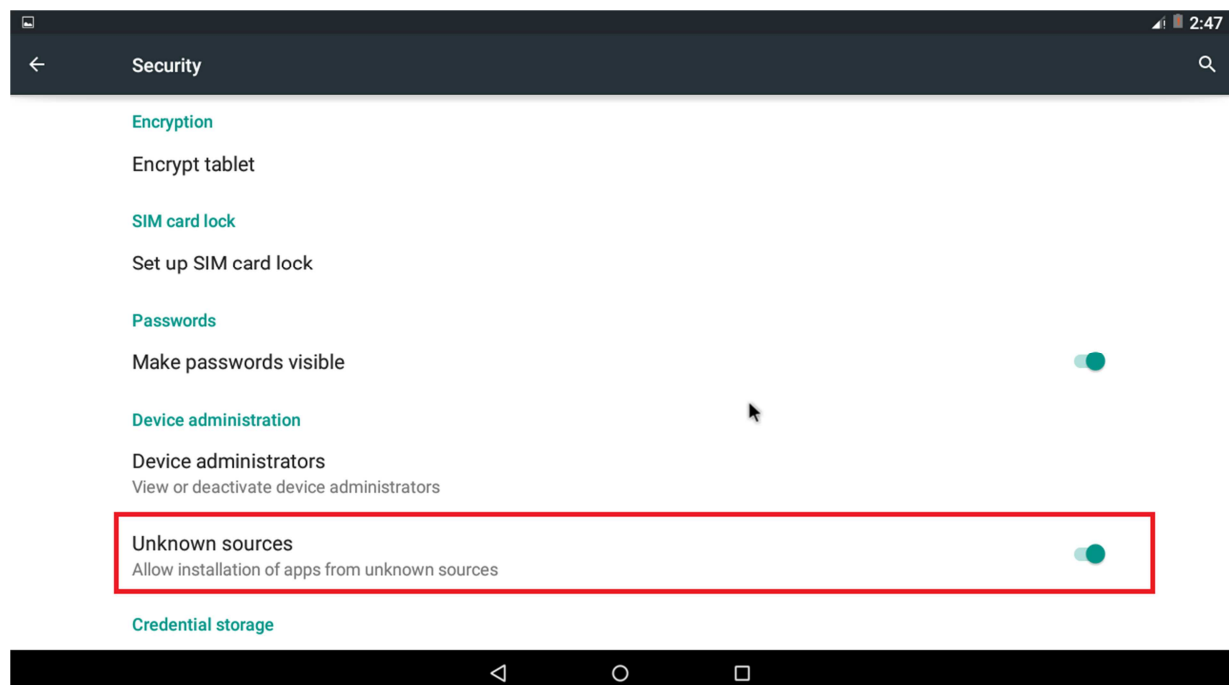 2:47
Security
Encryption
Encrypt tablet
SIM card lock
Set up SIM card lock
Passwords
Make passwords visible
Device administration
Device administrators
View or deactivate device administrators
Unknown sources
Allow installation of apps from unknown sources
Credential storage